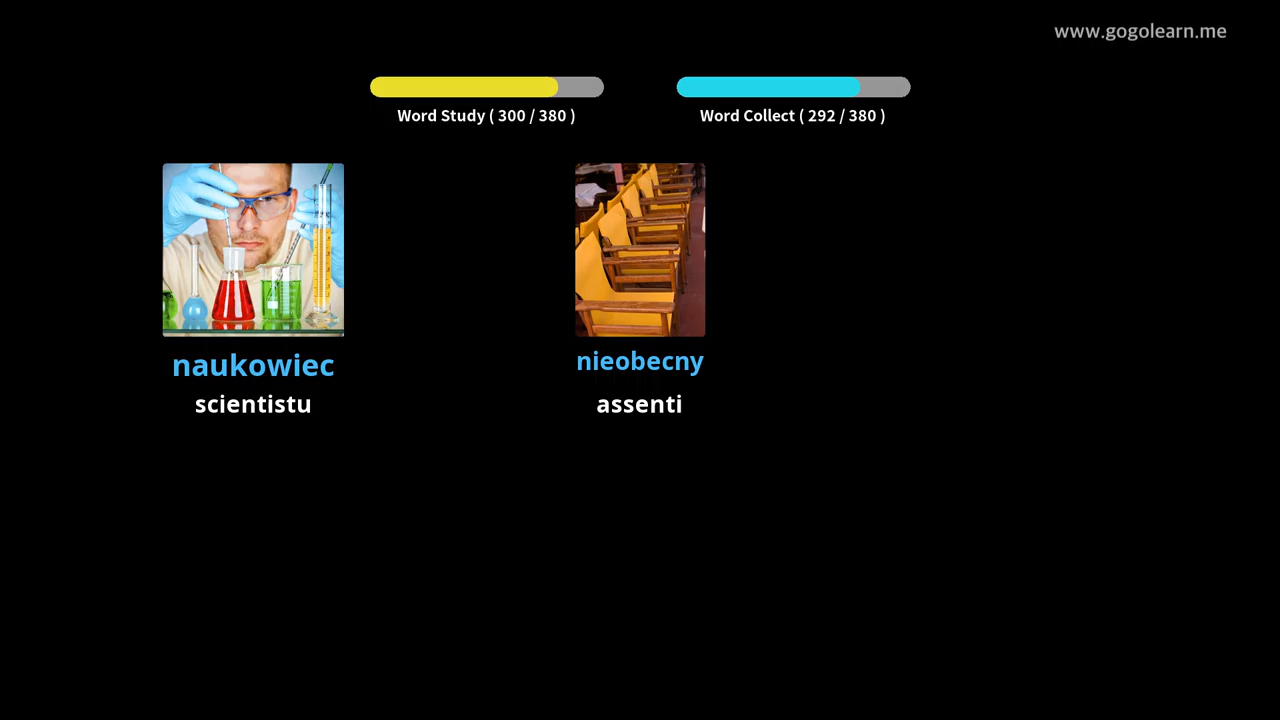 www.gogolearn.me
Word Study ( 300 / 380 )
Word Collect ( 292 / 380 )
naukowiec
scientistu
nieobecny
assenti